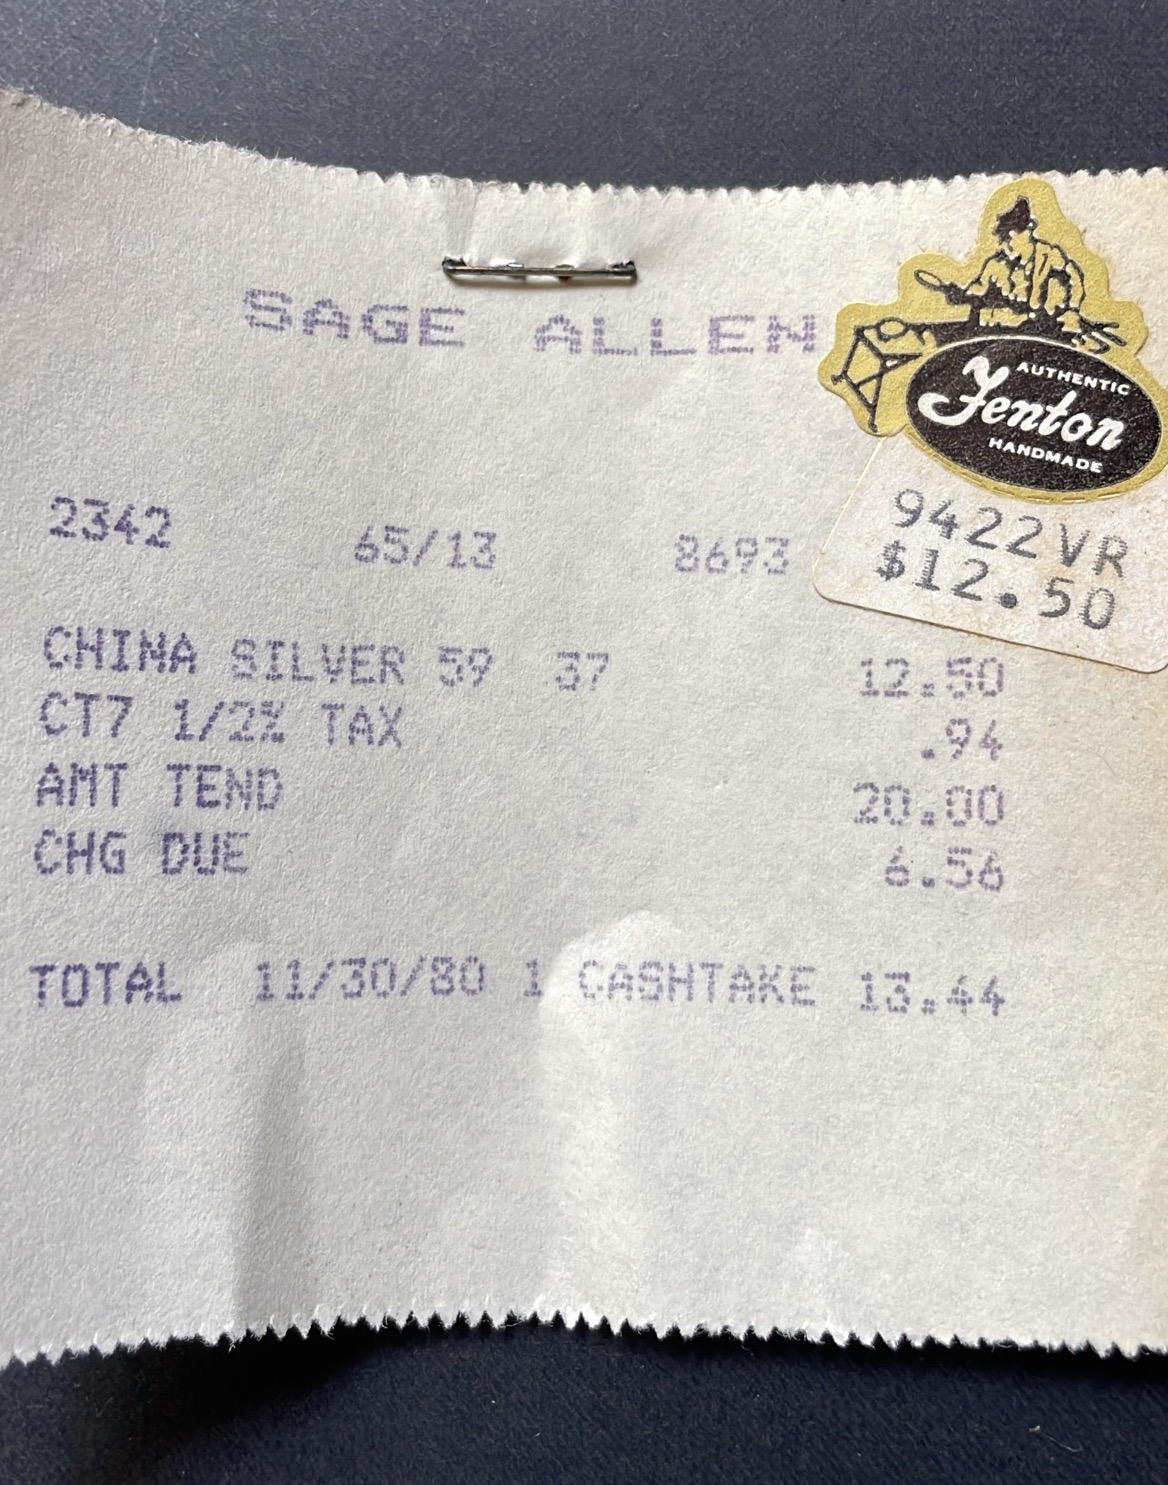 SAGE ALLEN
AUTHENTIC
Fenton
HANDMADE
9422VR
$12.50
2342 65/13 8693
CHINA SILVER 59 37 12.50
CT7 1/2% TAX .94
AMT TEND 20.00
CHG DUE 6.56
TOTAL 11/30/80 1 CASHTAKE 13.44